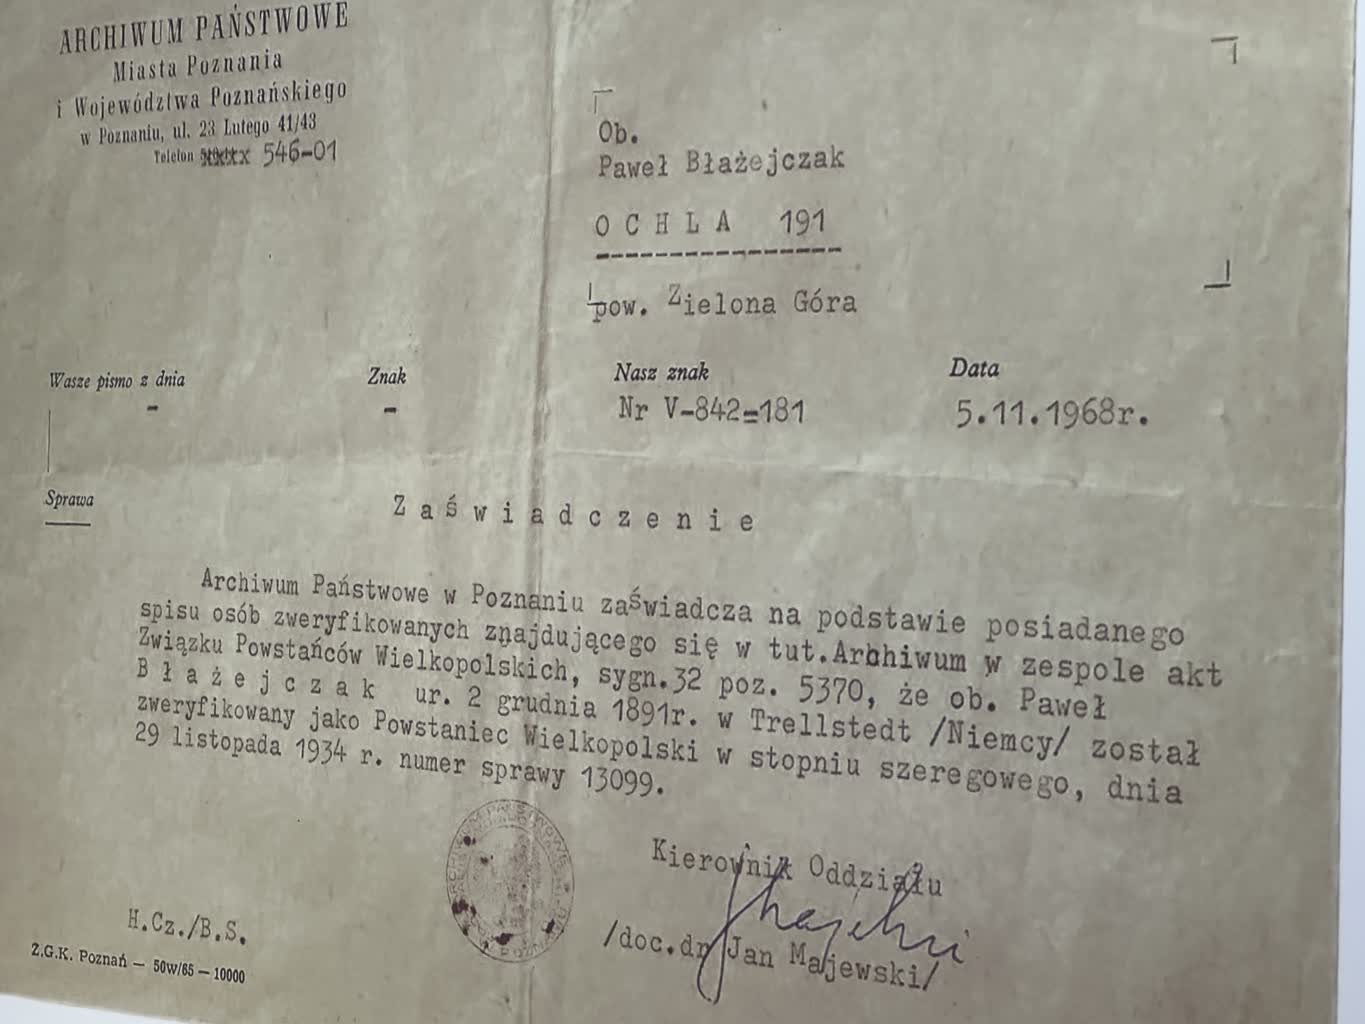 ARCHIWUM PAŃSTWOWE
Miasta Poznania
i Województwa Poznańskiego
w Poznaniu, ul. 23 Lutego 41/43
Telefon 546-01
Ob.
Paweł Błażejczak
O C H L A 191
pow. Zielona Góra
Wasze pismo z dnia Znak Nasz znak Data
- - Nr V-842=181 5.11.1968r.
Sprawa
Z a ś w i a d c z e n i e
Archiwum Państwowe w Poznaniu zaświadcza na podstawie posiadanego
spisu osób zweryfikowanych znajdującego się w tut.Archiwum w zespole akt
Związku Powstańców Wielkopolskich, sygn.32 poz. 5370, że ob. Paweł
B ł a ż e j c z a k ur. 2 grudnia 1891r. w Trellstedt /Niemcy/ został
zweryfikowany jako Powstaniec Wielkopolski w stopniu szeregowego, dnia
29 listopada 1934 r. numer sprawy 13099.
Kierownik Oddziału
/doc.dr Jan Majewski/
H.Cz./B.S.
Z.G.K. Poznań — 50w/65 — 10000